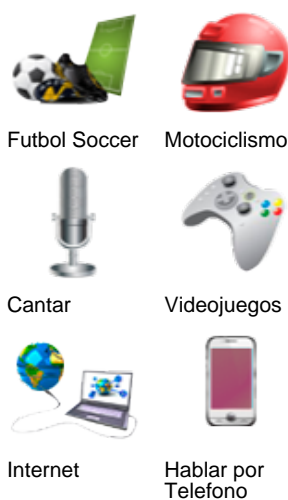 Futbol Soccer
Motociclismo
Cantar
Videojuegos
Internet
Hablar por
Telefono